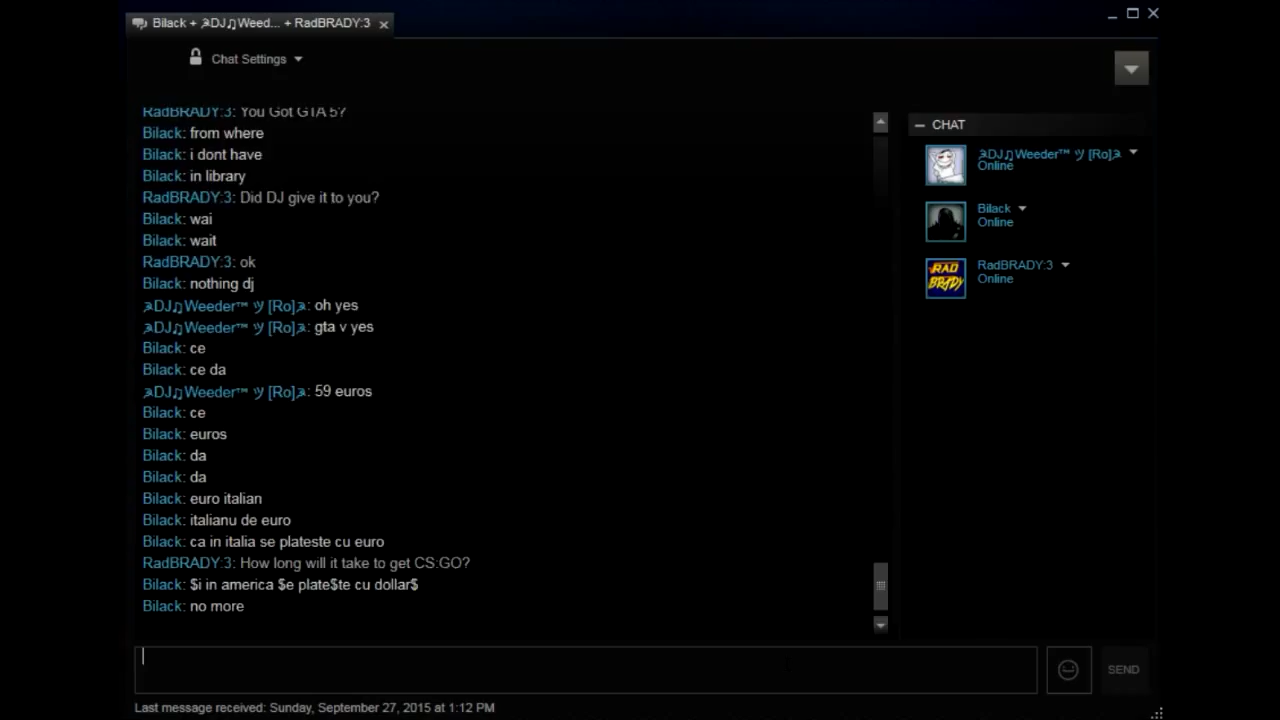 Bilack + ☭DJ♫Weed... + RadBRADY:3
Chat Settings
RadBRADY:3: You Got GTA 5?
Bilack: from where
Bilack: i dont have
Bilack: in library
RadBRADY:3: Did DJ give it to you?
Bilack: wai
Bilack: wait
RadBRADY:3: ok
Bilack: nothing dj
☭DJ♫Weeder™ ツ [Ro]☭: oh yes
☭DJ♫Weeder™ ツ [Ro]☭: gta v yes
Bilack: ce
Bilack: ce da
☭DJ♫Weeder™ ツ [Ro]☭: 59 euros
Bilack: ce
Bilack: euros
Bilack: da
Bilack: da
Bilack: euro italian
Bilack: italianu de euro
Bilack: ca in italia se plateste cu euro
RadBRADY:3: How long will it take to get CS:GO?
Bilack: $i in america $e plate$te cu dollar$
Bilack: no more
CHAT
☭DJ♫Weeder™ ツ [Ro]☭
Online
Bilack
Online
RAD
BRADY
RadBRADY:3
Online
SEND
Last message received: Sunday, September 27, 2015 at 1:12 PM